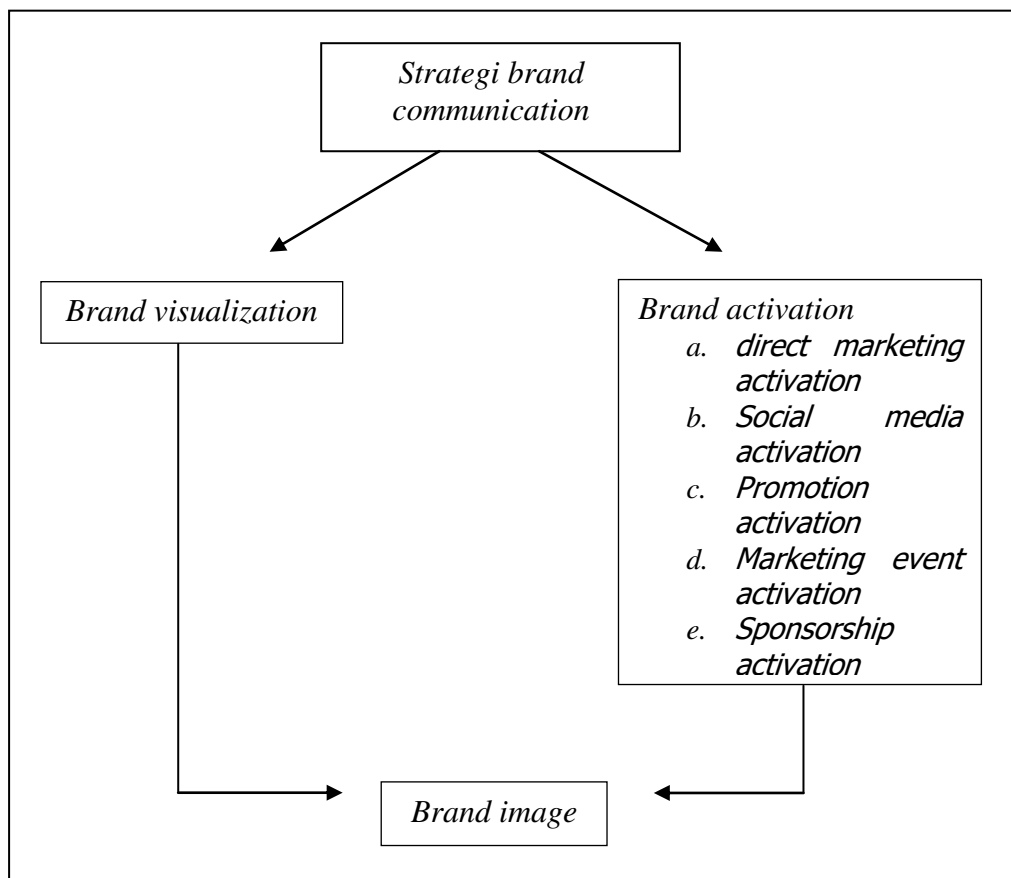 Strategi brand
communication
Brand visualization
Brand activation
a. direct marketing
activation
b. Social media
activation
c. Promotion
activation
d. Marketing event
activation
e. Sponsorship
activation
Brand image